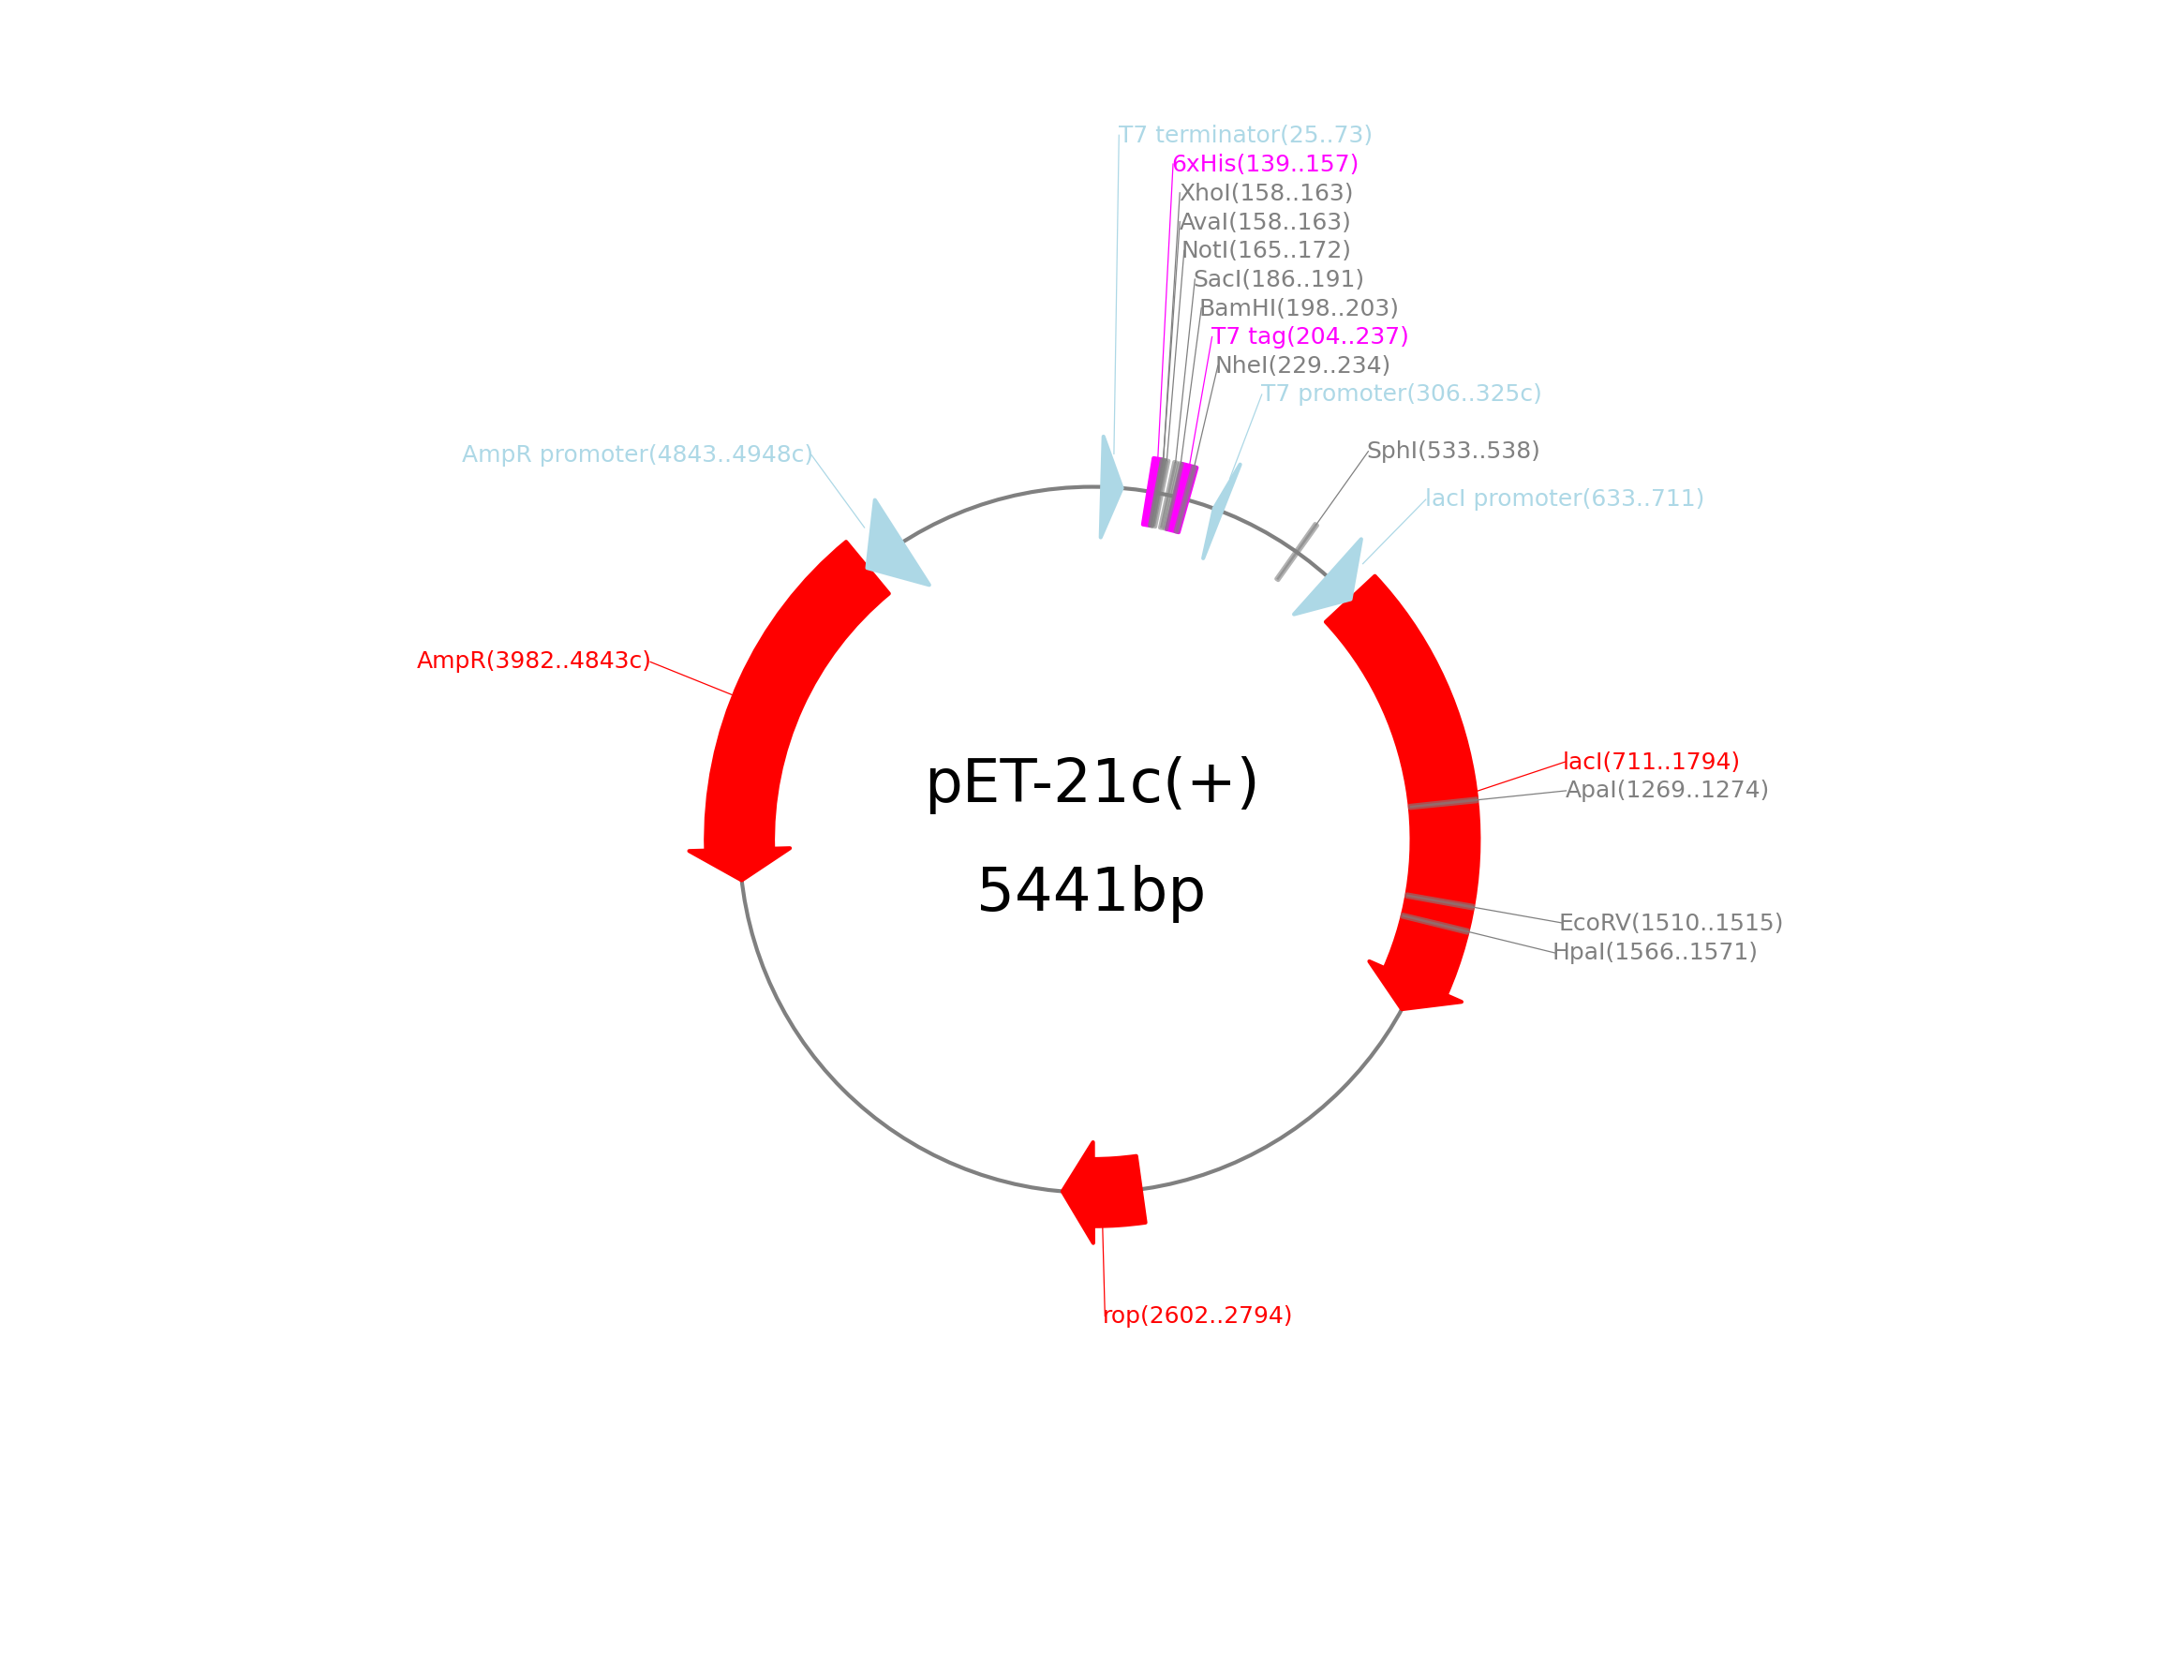 T7 terminator(25..73)
6xHis(139..157)
XhoI(158..163)
AvaI(158..163)
NotI(165..172)
SacI(186..191)
BamHI(198..203)
T7 tag(204..237)
NheI(229..234)
T7 promoter(306..325c)
SphI(533..538)
AmpR promoter(4843..4948c)
lacI promoter(633..711)
AmpR(3982..4843c)
lacI(711..1794)
pET-21c(+)
ApaI(1269..1274)
5441bp
EcoRV(1510..1515)
HpaI(1566..1571)
rop(2602..2794)